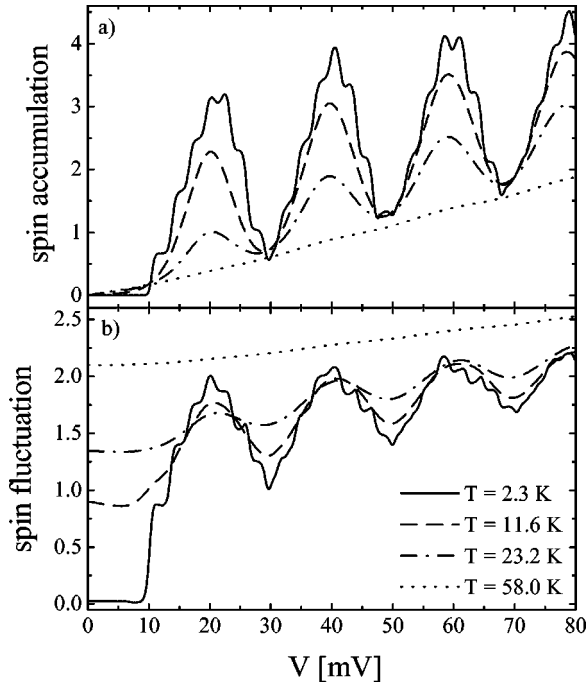 a)
4
3
2
1
0
spin accumulation
b)
2.5
2.0
1.5
1.0
0.5
0.0
spin fluctuation
T = 2.3 K
T = 11.6 K
T = 23.2 K
T = 58.0 K
0 10 20 30 40 50 60 70 80
V [mV]